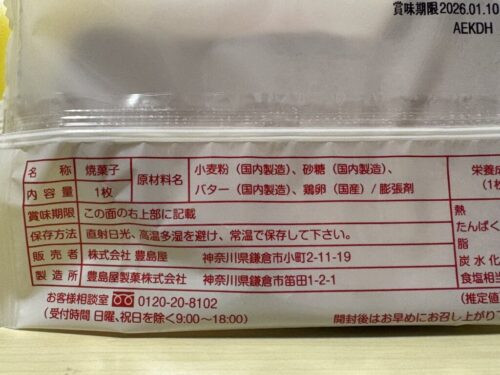 賞味期限2026.01.10
AEKDH
名称 焼菓子 原材料名 小麦粉（国内製造）、砂糖（国内製造）、
内容量 1枚 バター（国内製造）、鶏卵（国産）/ 膨張剤
賞味期限 この面の右上部に記載
保存方法 直射日光、高温多湿を避け、常温で保存して下さい。
販売者 株式会社 豊島屋 神奈川県鎌倉市小町2-11-19
製造者 豊島屋製菓株式会社 神奈川県鎌倉市笛田1-2-1
お客様相談室 0120-20-8102
（受付時間 日曜、祝日を除く9:00～18:00）
栄養成
（1枚
熱
たんぱく
脂
炭水化
食塩相当
（推定値
開封後はお早めにお召し上がり下